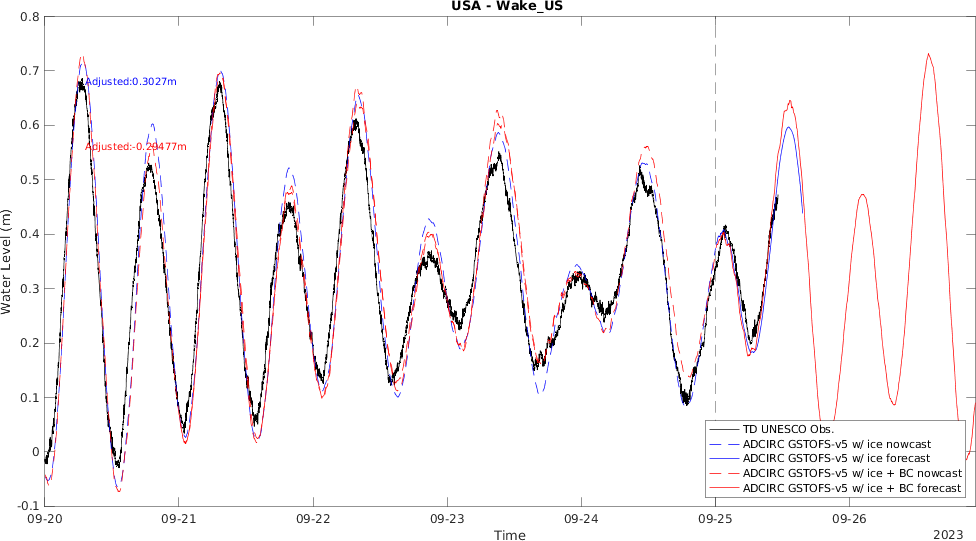 USA - Wake_US
0.8
0.7
0.6
0.5
0.4
0.3
0.2
0.1
0
-0.1
Water Level (m)
Adjusted:0.3027m
Adjusted:-0.29477m
TD UNESCO Obs.
ADCIRC GSTOFS-v5 w/ ice nowcast
ADCIRC GSTOFS-v5 w/ ice forecast
ADCIRC GSTOFS-v5 w/ ice + BC nowcast
ADCIRC GSTOFS-v5 w/ ice + BC forecast
09-20 09-21 09-22 09-23 09-24 09-25 09-26
Time
2023